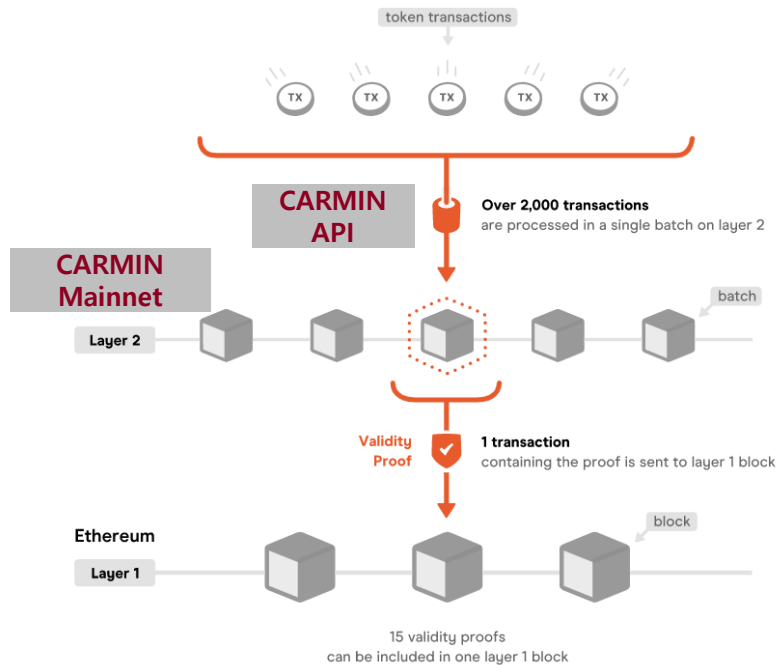 token transactions
TX TX TX TX TX
CARMIN
API
Over 2,000 transactions
are processed in a single batch on layer 2
CARMIN
Mainnet
batch
Layer 2
Validity
Proof
1 transaction
containing the proof is sent to layer 1 block
Ethereum
block
Layer 1
15 validity proofs
can be included in one layer 1 block